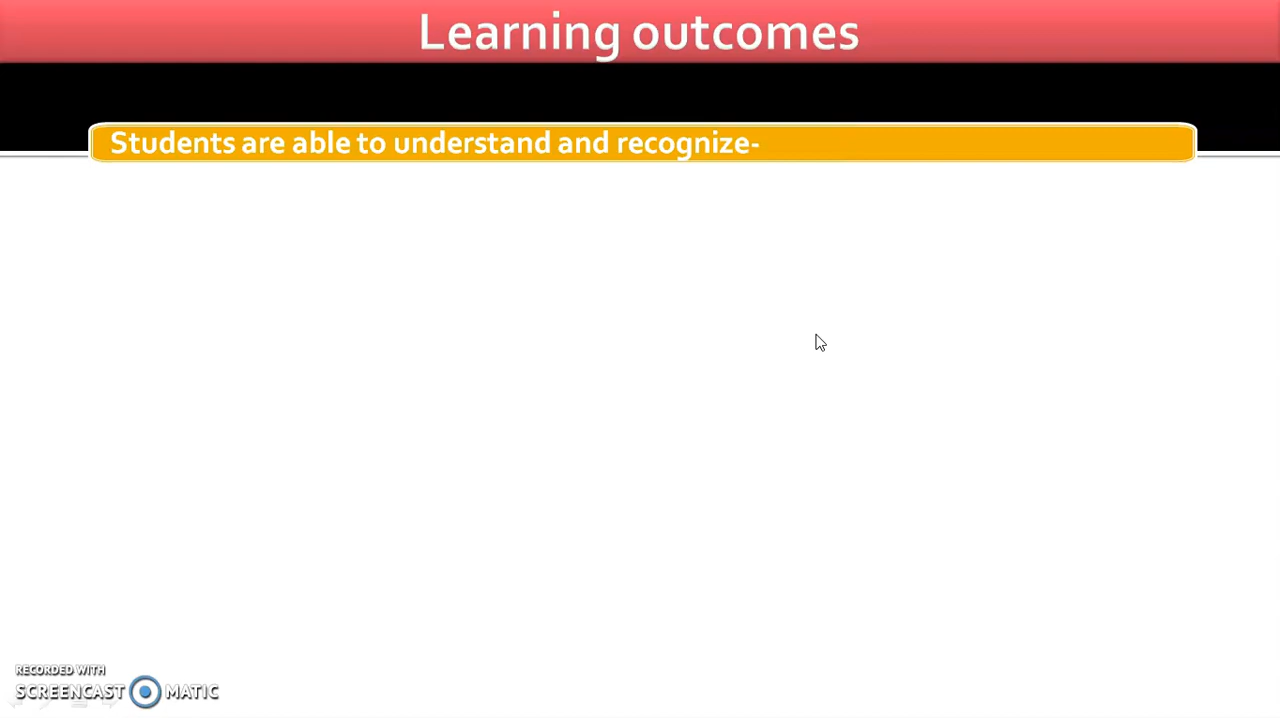 Learning outcomes
Students are able to understand and recognize-
RECORDED WITH
SCREENCAST MATIC